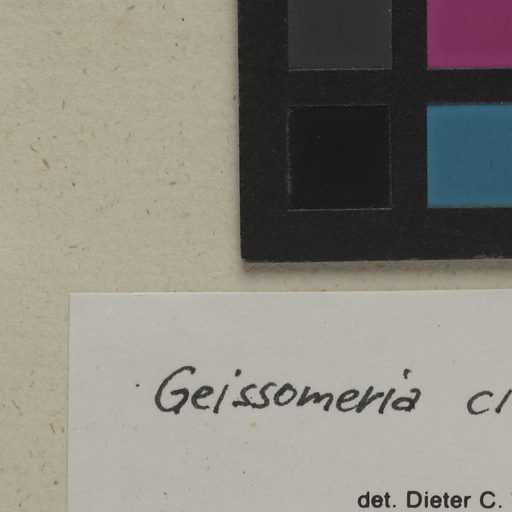 Geissomeria
det. Dieter C.